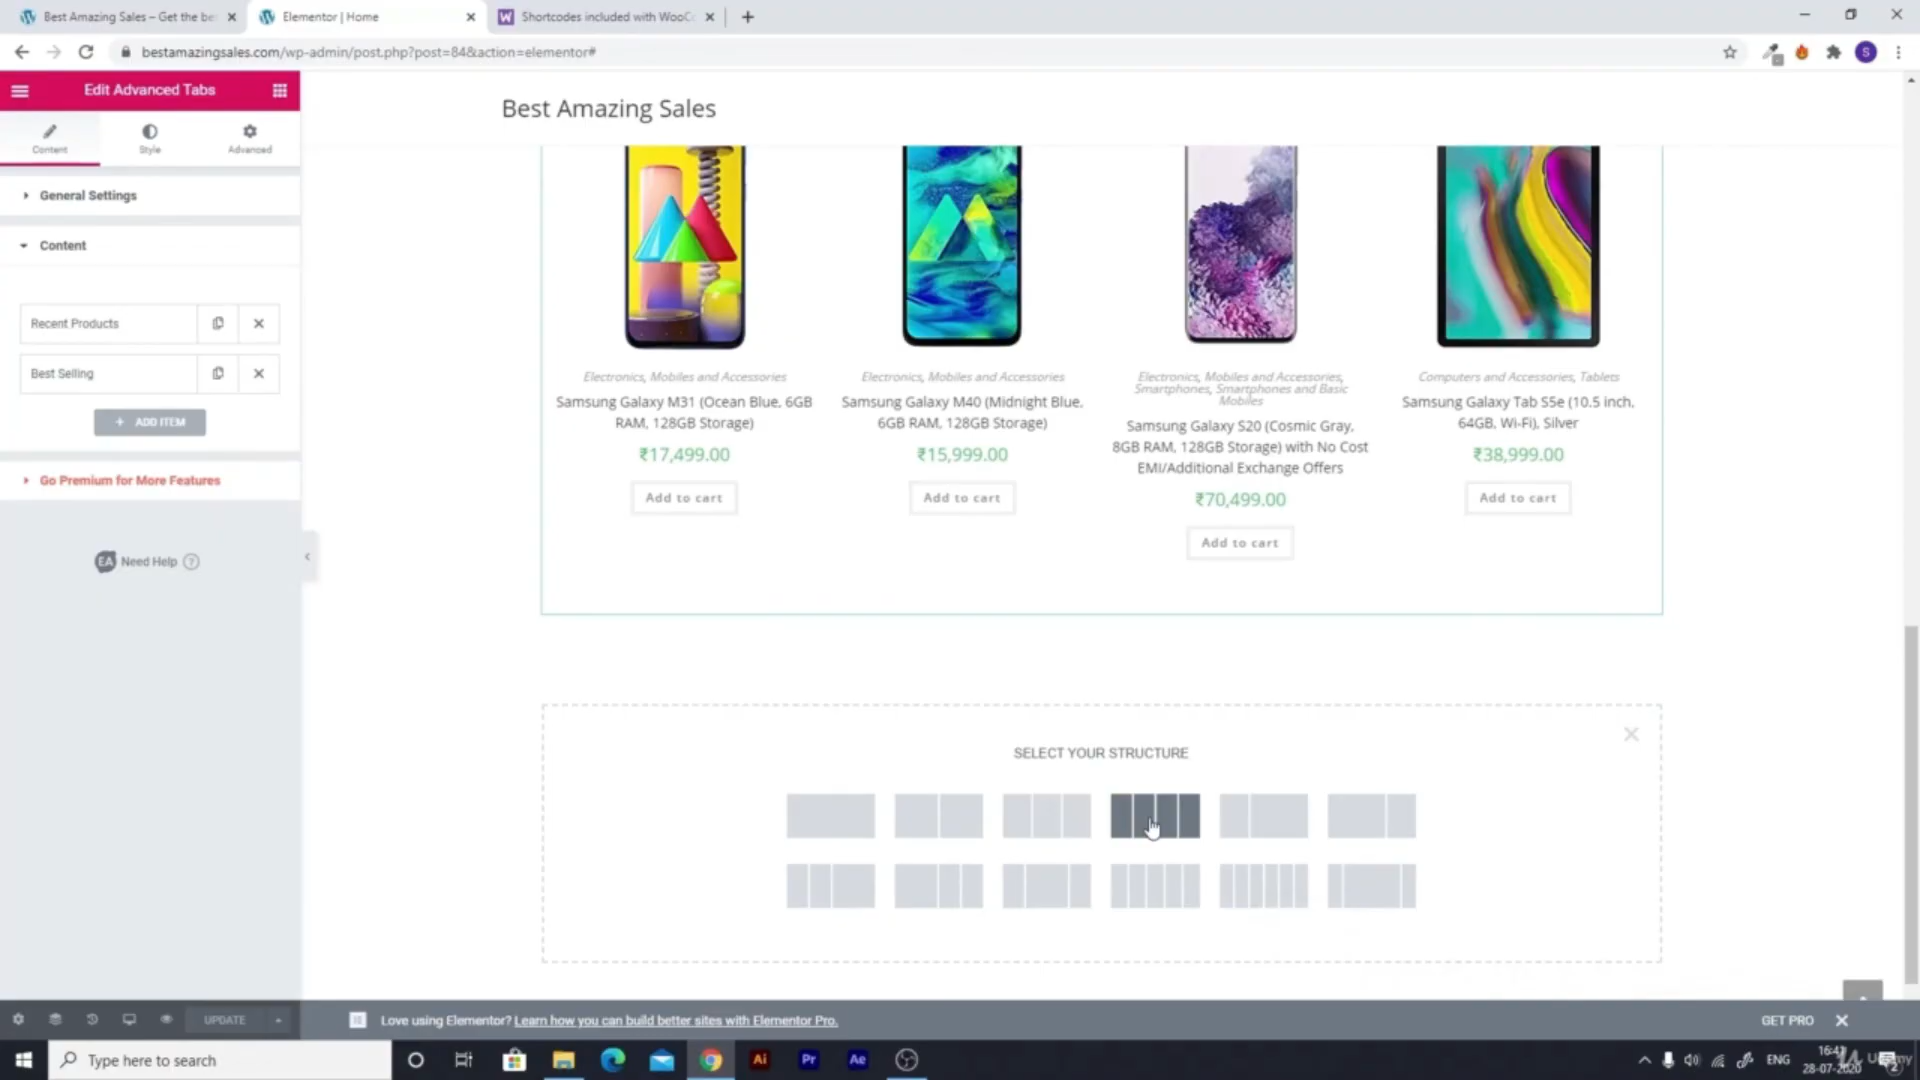 Best Amazing Sales – Get the be
Elementor | Home
Shortcodes included with WooCo
bestamazingsales.com/wp-admin/post.php?post=84&action=elementor#
S
Edit Advanced Tabs
Content
Style
Advanced
General Settings
Content
Recent Products
Best Selling
+ ADD ITEM
Go Premium for More Features
EA Need Help ?
Best Amazing Sales
Electronics, Mobiles and Accessories
Samsung Galaxy M31 (Ocean Blue, 6GB
RAM, 128GB Storage)
₹17,499.00
Add to cart
Electronics, Mobiles and Accessories
Samsung Galaxy M40 (Midnight Blue,
6GB RAM, 128GB Storage)
₹15,999.00
Add to cart
Electronics, Mobiles and Accessories,
Smartphones, Smartphones and Basic
Mobiles
Samsung Galaxy S20 (Cosmic Gray,
8GB RAM, 128GB Storage) with No Cost
EMI/Additional Exchange Offers
₹70,499.00
Add to cart
Computers and Accessories, Tablets
Samsung Galaxy Tab S5e (10.5 inch,
64GB, Wi-Fi), Silver
₹38,999.00
Add to cart
SELECT YOUR STRUCTURE
UPDATE
Love using Elementor? Learn how you can build better sites with Elementor Pro.
GET PRO
Type here to search
Ai
Pr
Ae
ENG
28-07-2020